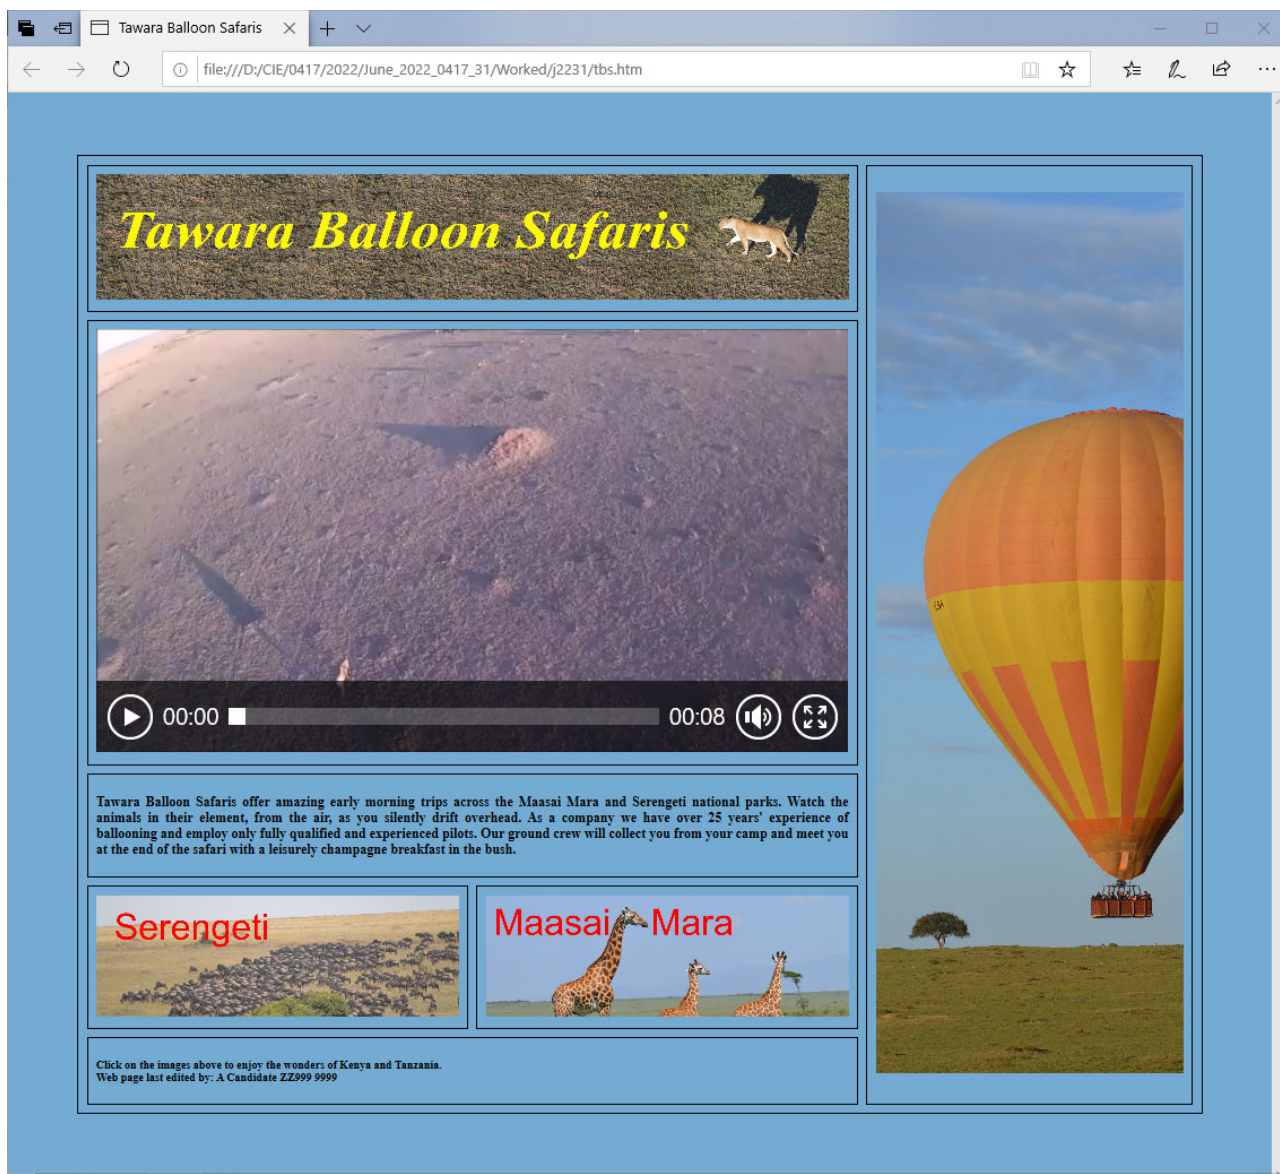 Tawara Balloon Safaris
file:///D:/CIE/0417/2022/June_2022_0417_31/Worked/j2231/tbs.htm
Tawara Balloon Safaris
00:00
00:08
Tawara Balloon Safaris offer amazing early morning trips across the Maasai Mara and Serengeti national parks. Watch the
animals in their element, from the air, as you silently drift overhead. As a company we have over 25 years' experience of
ballooning and employ only fully qualified and experienced pilots. Our ground crew will collect you from your camp and meet you
at the end of the safari with a leisurely champagne breakfast in the bush.
Serengeti
Maasai Mara
Click on the images above to enjoy the wonders of Kenya and Tanzania.
Web page last edited by: A Candidate ZZ999 9999